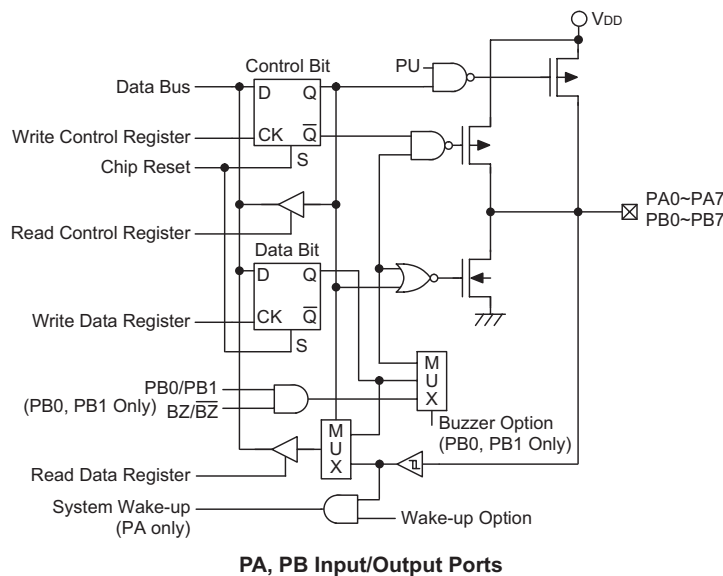 VDD
Control Bit
PU
Data Bus
D
Q
Write Control Register
CK
Q̅
S
Chip Reset
PA0~PA7
PB0~PB7
Read Control Register
Data Bit
D
Q
Write Data Register
CK
Q̅
S
M
U
X
PB0/PB1
(PB0, PB1 Only)
BZ/B̅Z̅
Buzzer Option
(PB0, PB1 Only)
M
U
X
Read Data Register
System Wake-up
(PA only)
Wake-up Option
PA, PB Input/Output Ports